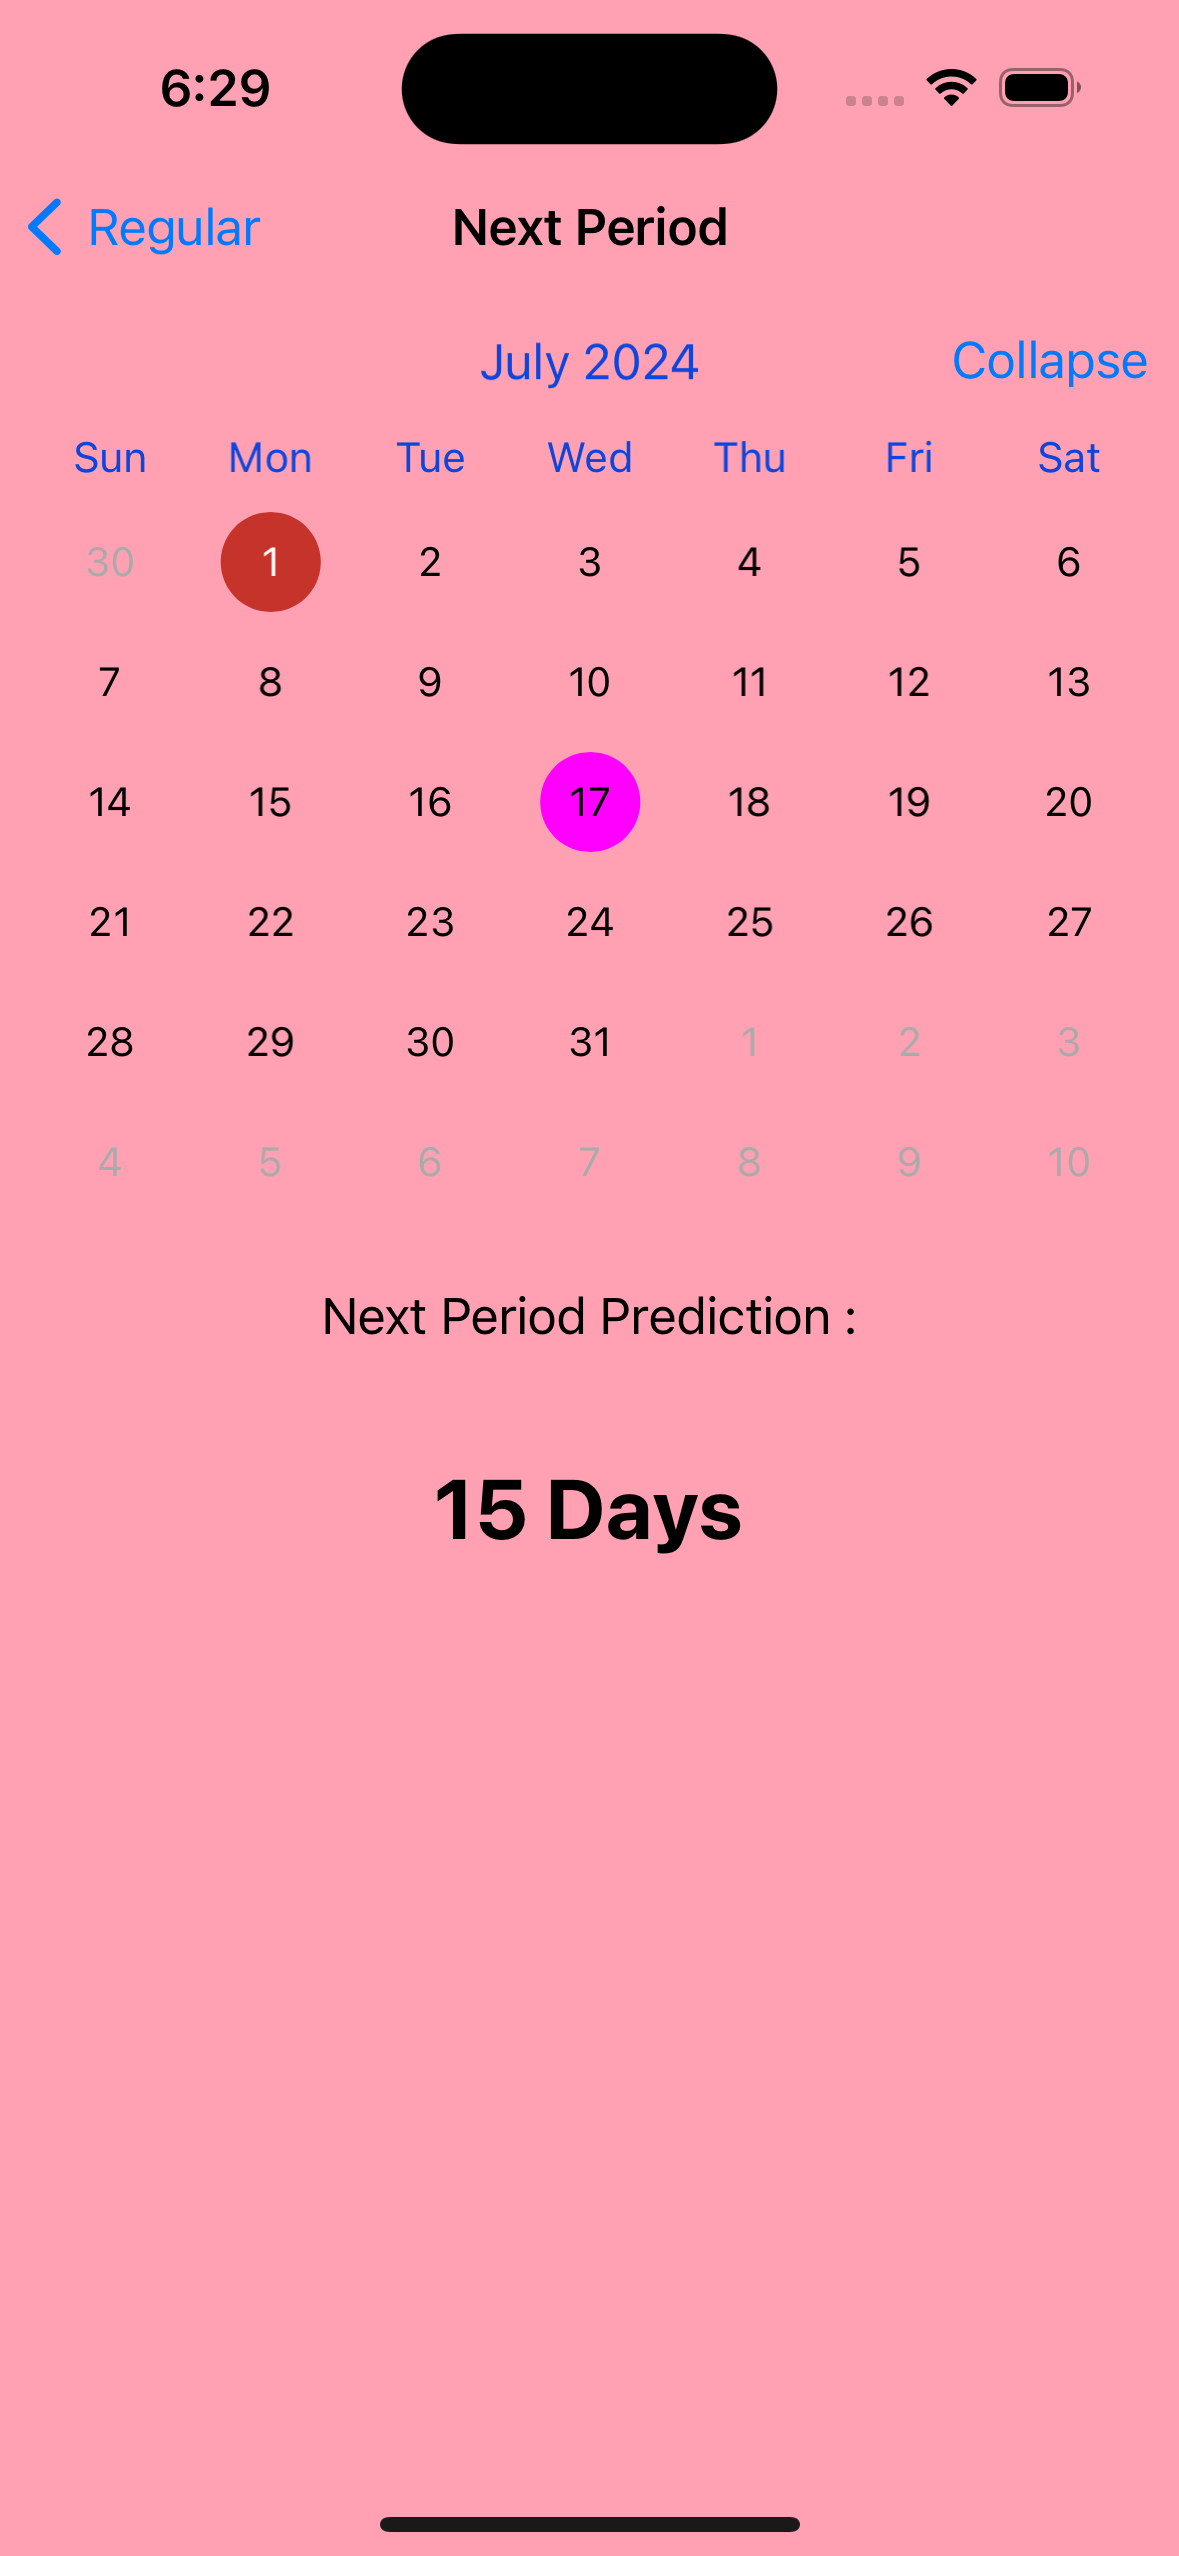 6:29
Regular Next Period
July 2024 Collapse
Sun Mon Tue Wed Thu Fri Sat
30 1 2 3 4 5 6
7 8 9 10 11 12 13
14 15 16 17 18 19 20
21 22 23 24 25 26 27
28 29 30 31 1 2 3
4 5 6 7 8 9 10
Next Period Prediction :
15 Days